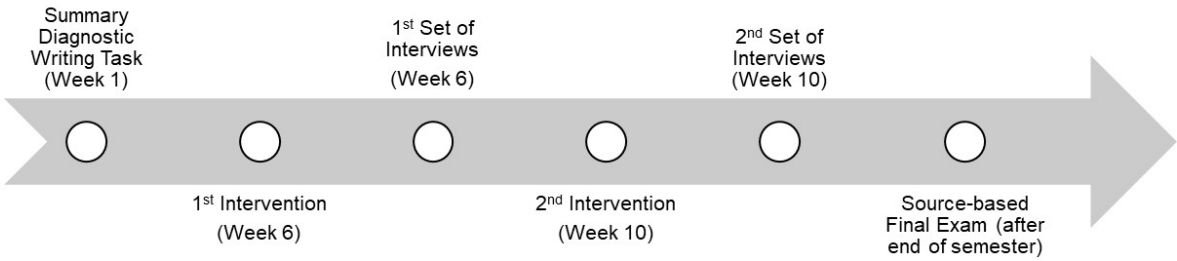 Summary
Diagnostic
Writing Task
(Week 1)
1st Intervention
(Week 6)
1st Set of
Interviews
(Week 6)
2nd Intervention
(Week 10)
2nd Set of
Interviews
(Week 10)
Source-based
Final Exam (after
end of semester)